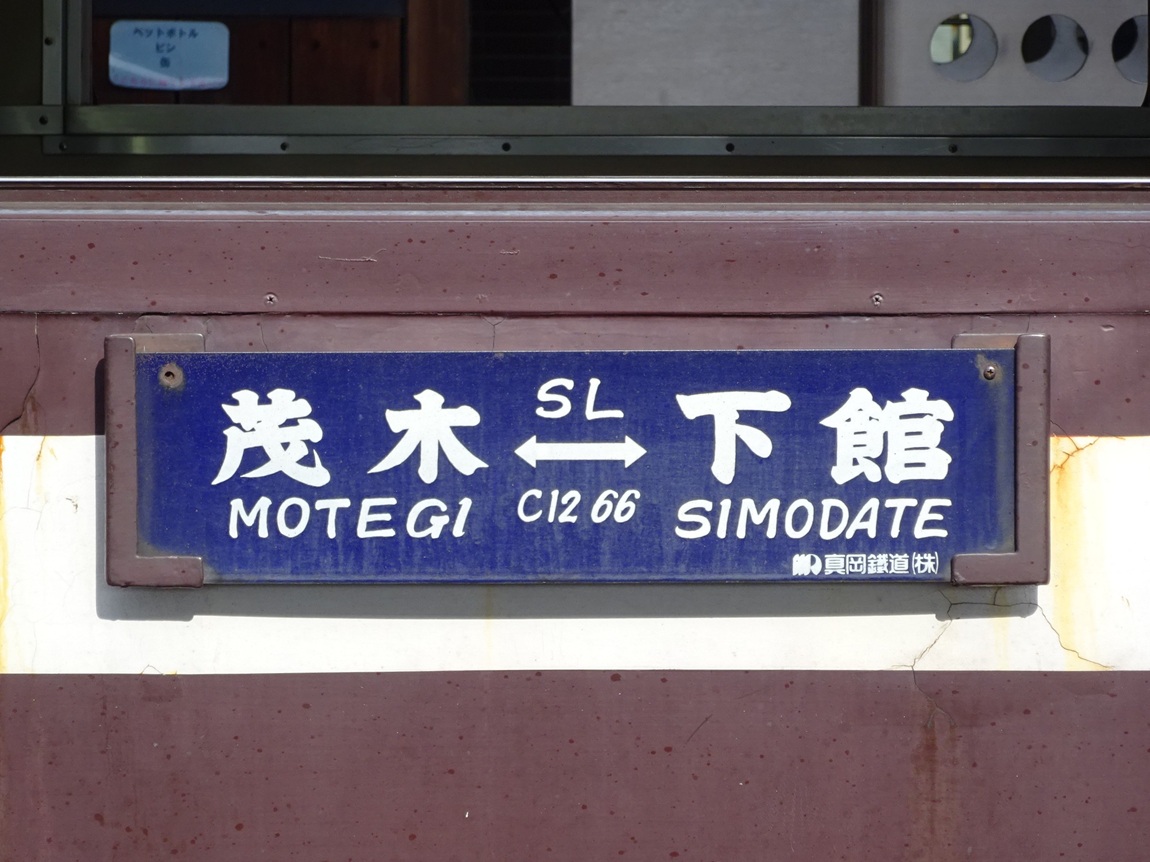 ペットボトル
ビン
缶
SL
茂木 ⟷ 下館
MOTEGI C12 66 SIMODATE
真岡鐵道(株)